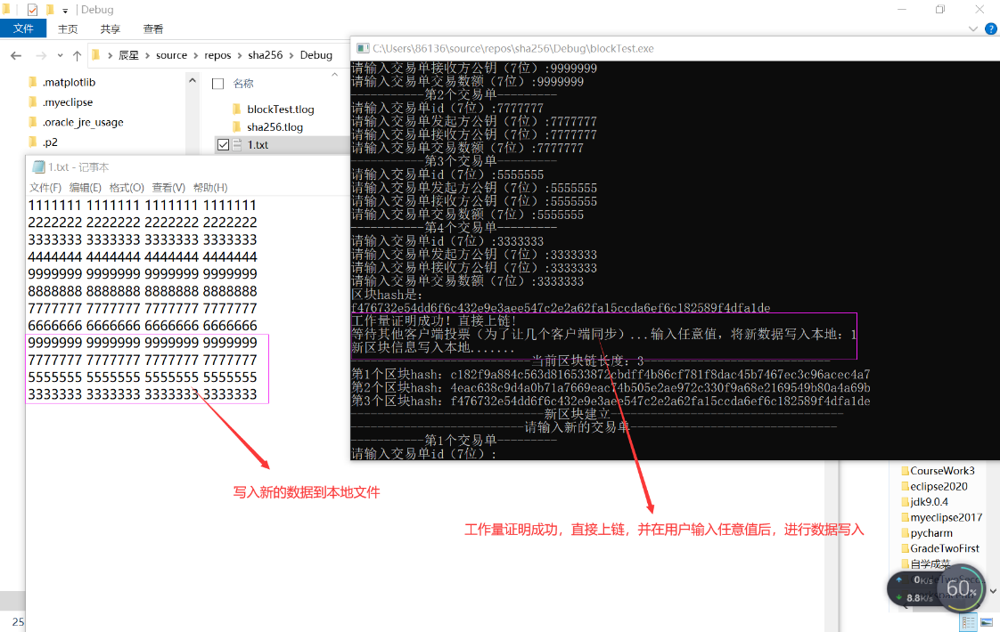 Debug
文件 主页 共享 查看
辰星 source repos sha256 Debug
.matplotlib
.myeclipse
.oracle_jre_usage
.p2
名称
blockTest.tlog
sha256.tlog
1.txt
1.txt - 记事本
文件(F) 编辑(E) 格式(O) 查看(V) 帮助(H)
1111111 1111111 1111111 1111111
2222222 2222222 2222222 2222222
3333333 3333333 3333333 3333333
4444444 4444444 4444444 4444444
9999999 9999999 9999999 9999999
8888888 8888888 8888888 8888888
7777777 7777777 7777777 7777777
6666666 6666666 6666666 6666666
9999999 9999999 9999999 9999999
7777777 7777777 7777777 7777777
5555555 5555555 5555555 5555555
3333333 3333333 3333333 3333333
写入新的数据到本地文件
C:\Users\86136\source\repos\sha256\Debug\blockTest.exe
请输入交易单接收方公钥（7位）:9999999
请输入交易单交易数额（7位）:9999999
-----------第2个交易单---------
请输入交易单id（7位）:7777777
请输入交易单发起方公钥（7位）:7777777
请输入交易单接收方公钥（7位）:7777777
请输入交易单交易数额（7位）:7777777
-----------第3个交易单---------
请输入交易单id（7位）:5555555
请输入交易单发起方公钥（7位）:5555555
请输入交易单接收方公钥（7位）:5555555
请输入交易单交易数额（7位）:5555555
-----------第4个交易单---------
请输入交易单id（7位）:3333333
请输入交易单发起方公钥（7位）:3333333
请输入交易单接收方公钥（7位）:3333333
请输入交易单交易数额（7位）:3333333
区块hash是：
f476732e54dd6f6c432e9e3aee547c2e2a62fa15ccda6ef6c182589f4dfa1de
工作量证明成功！直接上链！
等待其他客户端投票（为了让几个客户端同步）...输入任意值，将新数据写入本地：1
新区块信息写入本地.......
---------------------------当前区块链长度：3----------------------------
第1个区块hash：c182f9a884c563d816533872cbdff4b86cf781f8dac45b7467ec3c96acec4a7
第2个区块hash：4eac638c9d4a0b71a7669eac74b505e2ae972c330f9a68e2169549b80a4a69b
第3个区块hash：f476732e54dd6f6c432e9e3aee547c2e2a62fa15ccda6ef6c182589f4dfa1de
-----------------------------新区块建立-----------------------------------
--------------------------请输入新的交易单-------------------------------
-----------第1个交易单---------
请输入交易单id（7位）:
工作量证明成功，直接上链，并在用户输入任意值后，进行数据写入
CourseWork3
eclipse2020
jdk9.0.4
myeclipse2017
pycharm
GradeTwoFirst
自学成菜
0K/s
8.8K/s
60%
25